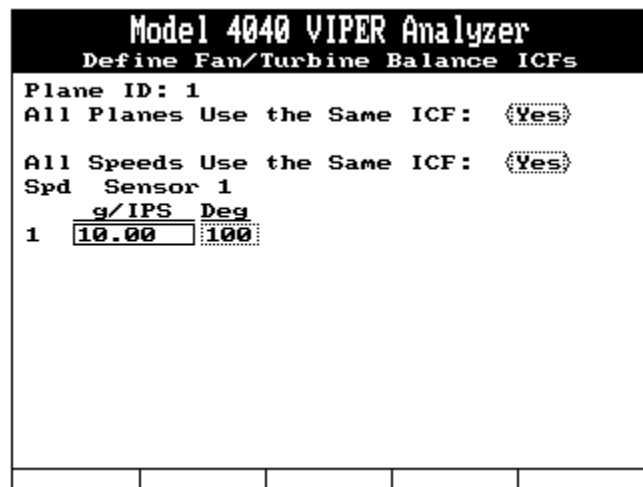 Model 4040 VIPER Analyzer
Define Fan/Turbine Balance ICFs
Plane ID: 1
All Planes Use the Same ICF: ‹Yes›
All Speeds Use the Same ICF: ‹Yes›
Spd Sensor 1
g/IPS Deg
1 10.00 100